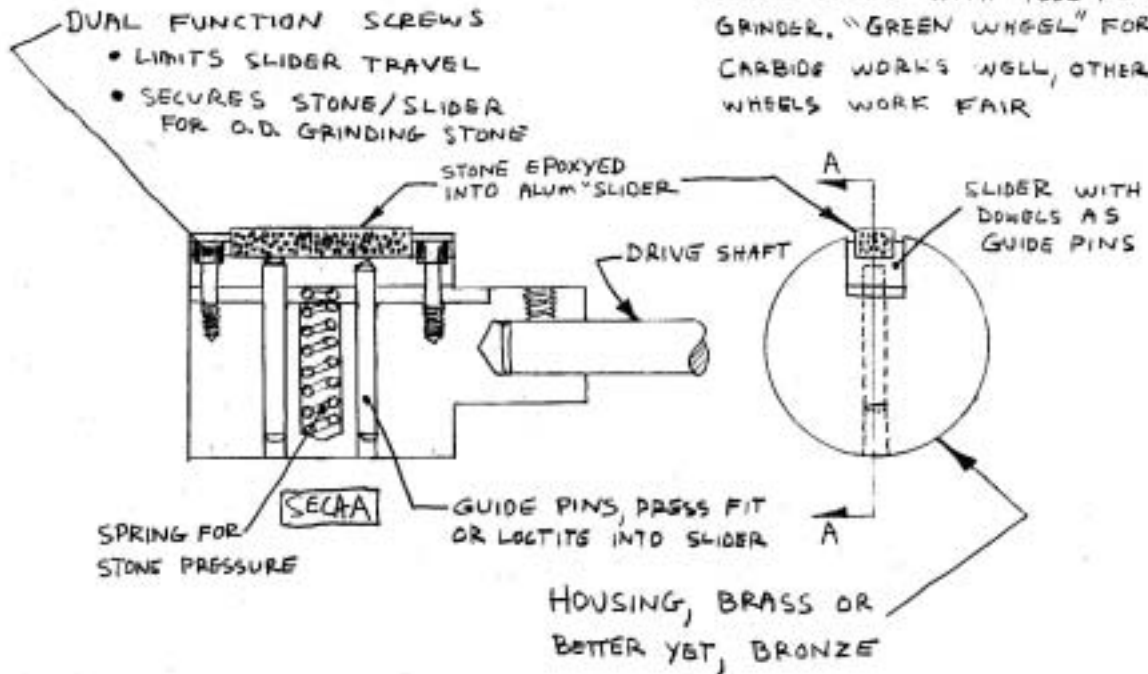 DUAL FUNCTION SCREWS
• LIMITS SLIDER TRAVEL
• SECURES STONE/SLIDER
FOR O.D. GRINDING STONE
GRINDER. "GREEN WHEEL" FOR
CARBIDE WORKS WELL, OTHER
WHEELS WORK FAIR
STONE EPOXYED
INTO ALUM "SLIDER
A
SLIDER WITH
DOWELS AS
GUIDE PINS
DRIVE SHAFT
SEC A-A
SPRING FOR
STONE PRESSURE
GUIDE PINS, PRESS FIT
OR LOCTITE INTO SLIDER
A
HOUSING, BRASS OR
BETTER YET, BRONZE